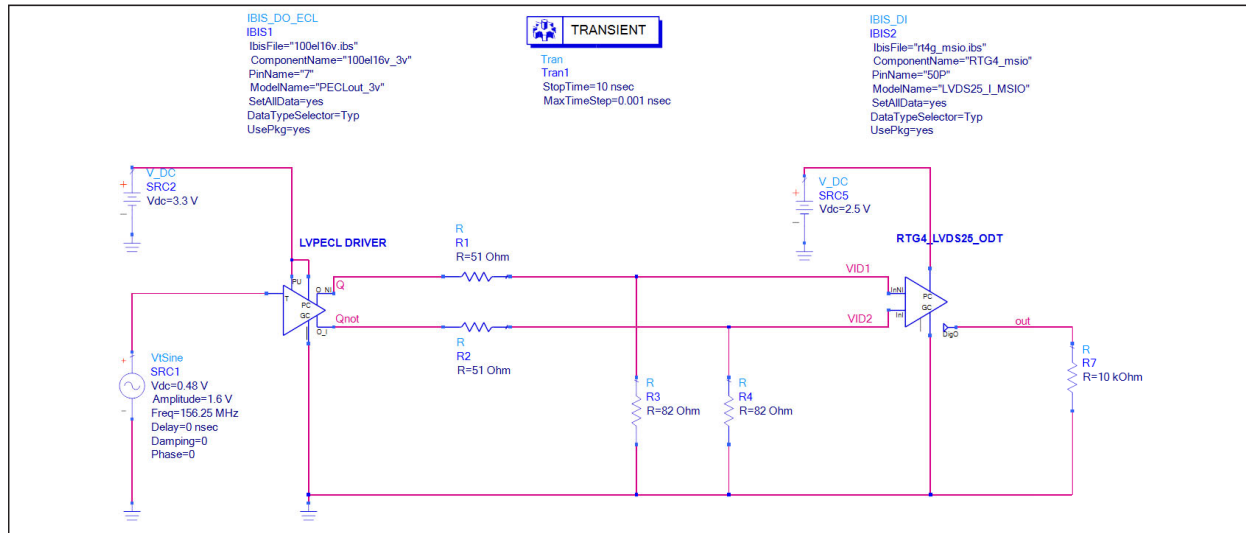 IBIS_DO_ECL
IBIS1
IbisFile="100el16v.ibs"
ComponentName="100el16v_3v"
PinName="7"
ModelName="PECLout_3v"
SetAllData=yes
DataTypeSelector=Typ
UsePkg=yes
TRANSIENT
Tran
Tran1
StopTime=10 nsec
MaxTimeStep=0.001 nsec
IBIS_DI
IBIS2
IbisFile="rt4g_msio.ibs"
ComponentName="RTG4_msio"
PinName="50P"
ModelName="LVDS25_I_MSIO"
SetAllData=yes
DataTypeSelector=Typ
UsePkg=yes
V_DC
SRC2
Vdc=3.3 V
V_DC
SRC5
Vdc=2.5 V
LVPECL DRIVER
RTG4_LVDS25_ODT
R
R1
R=51 Ohm
PU
O_NI
Q
T
PC
GC
O_I
Qnot
VID1
VID2
InNI
InI
PC
GC
DigO
out
R
R2
R=51 Ohm
VtSine
SRC1
Vdc=0.48 V
Amplitude=1.6 V
Freq=156.25 MHz
Delay=0 nsec
Damping=0
Phase=0
R
R3
R=82 Ohm
R
R4
R=82 Ohm
R
R7
R=10 kOhm